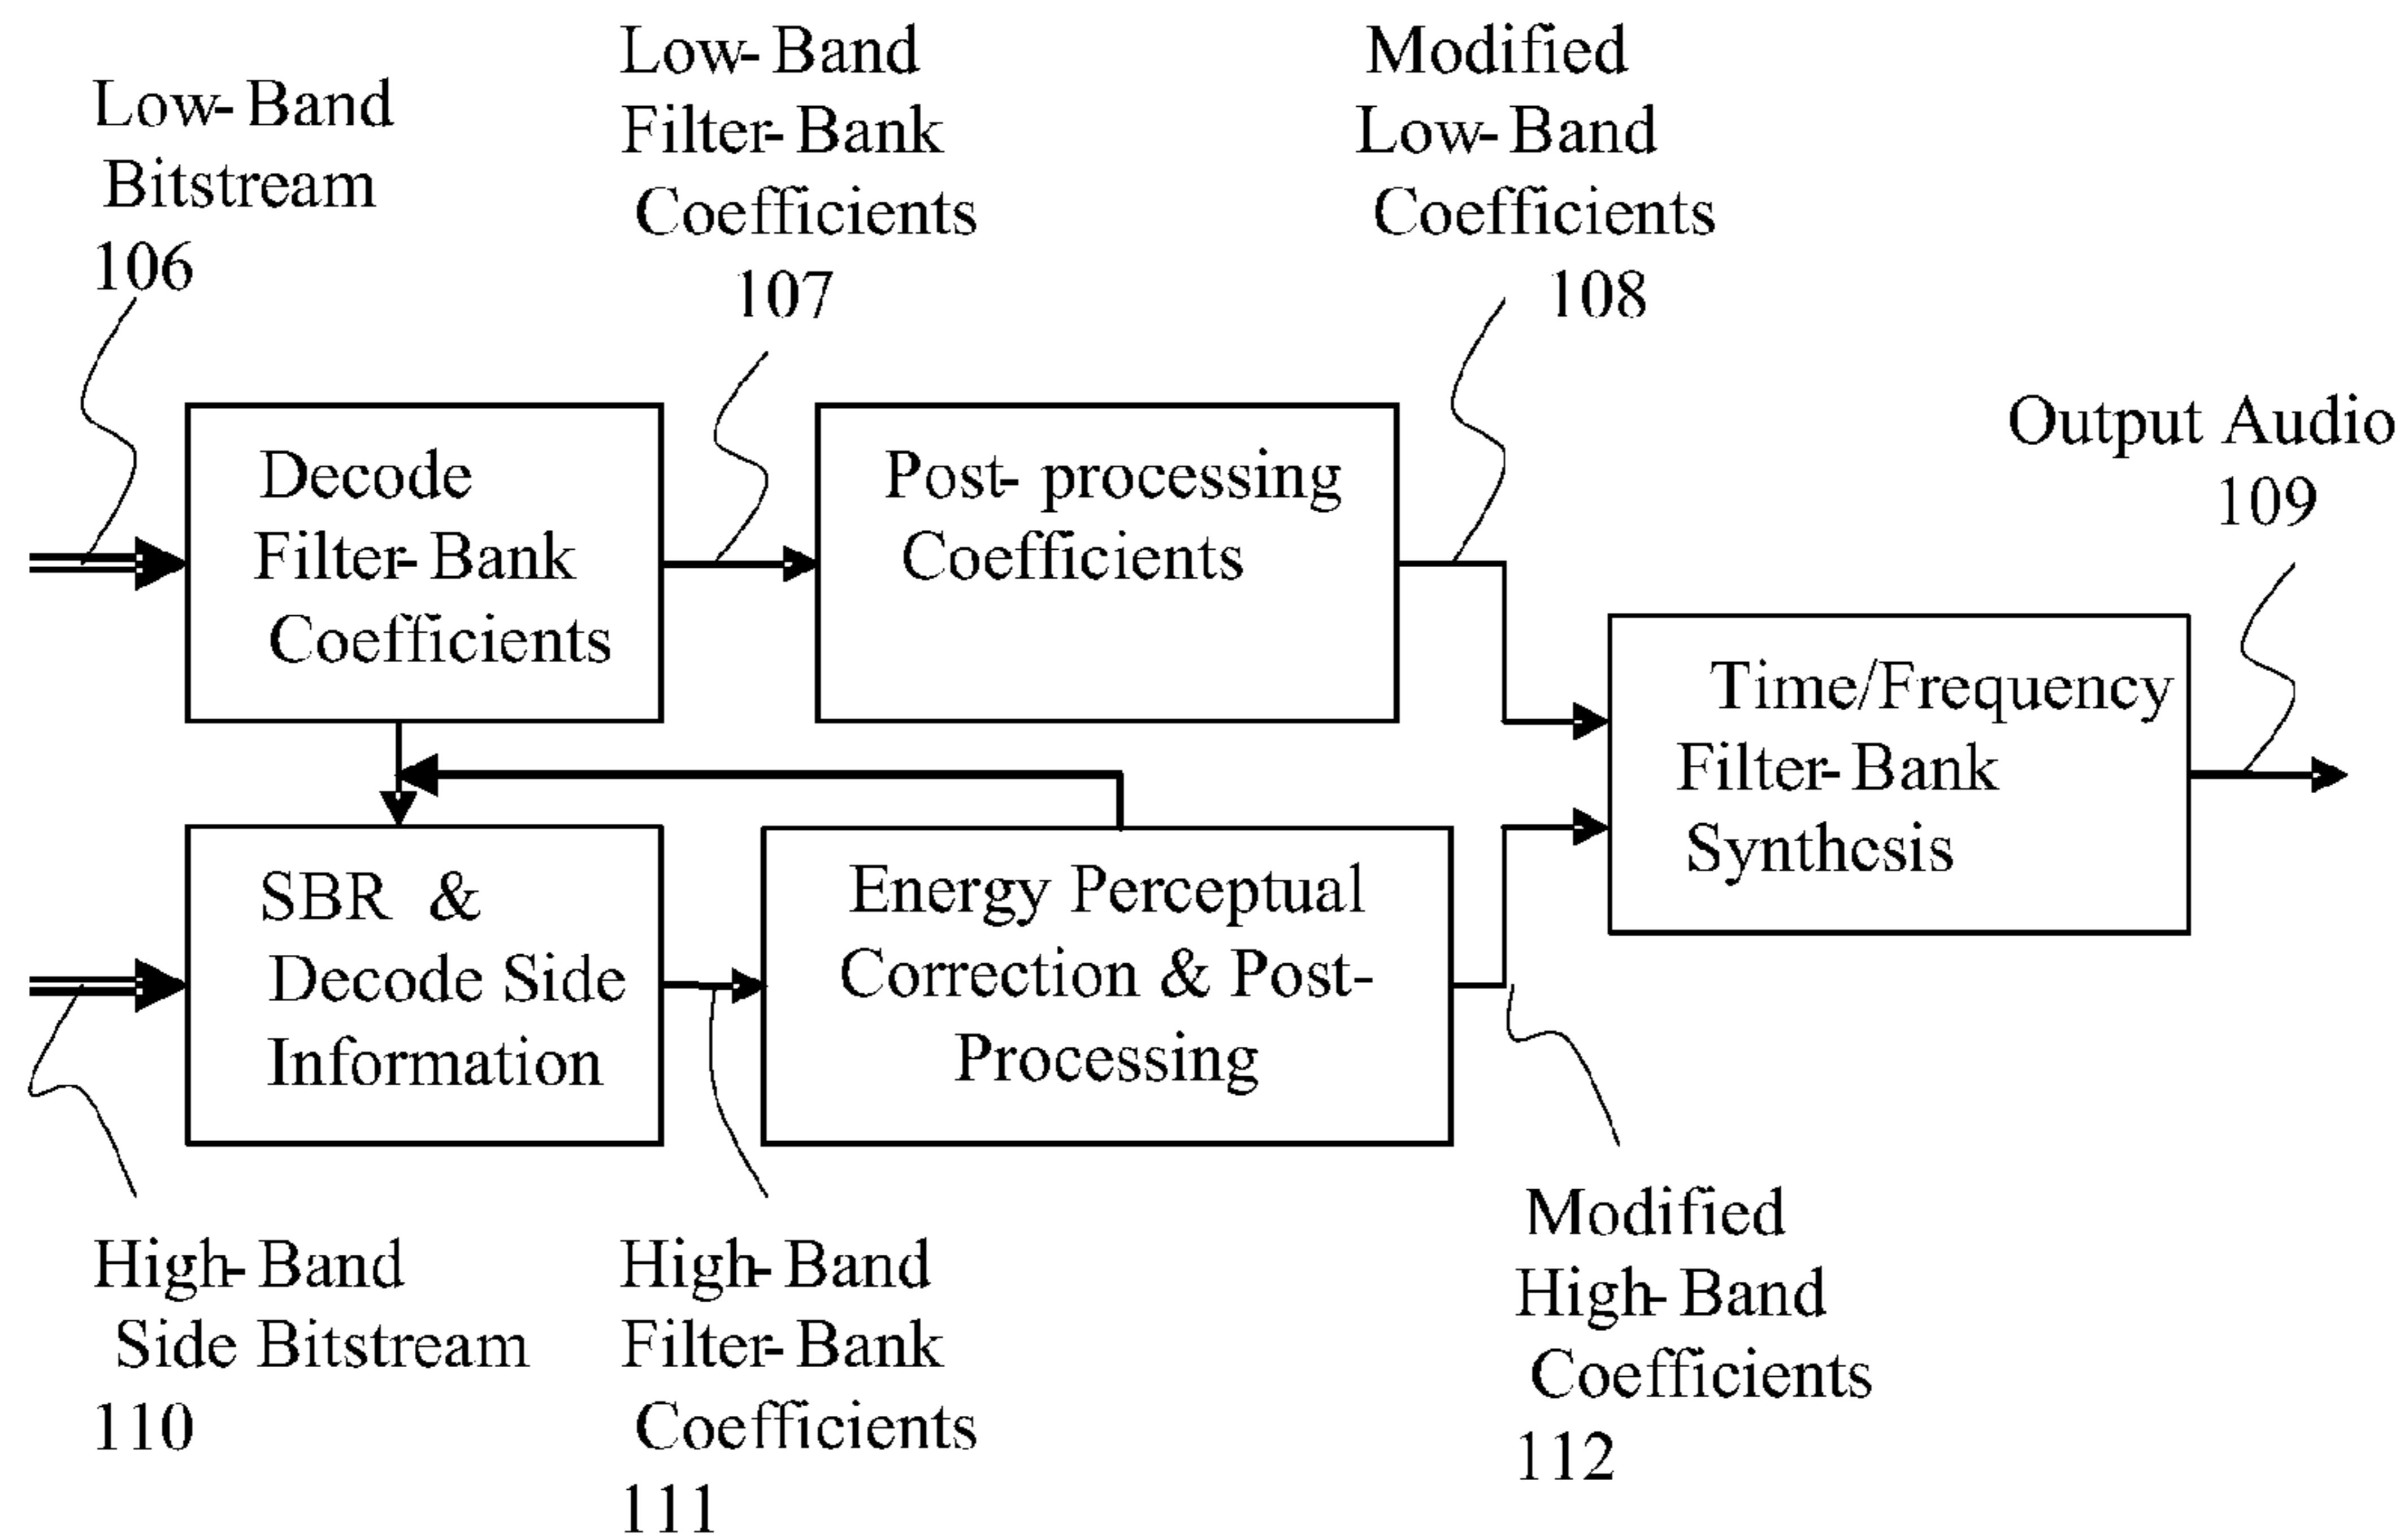 Low-Band
Bitstream
106
Low-Band
Filter-Bank
Coefficients
107
Modified
Low-Band
Coefficients
108
Output Audio
109
Decode
Filter-Bank
Coefficients
Post- processing
Coefficients
Time/Frequency
Filter-Bank
Synthesis
SBR &
Decode Side
Information
Energy Perceptual
Correction & Post-
Processing
High-Band
Side Bitstream
110
High-Band
Filter-Bank
Coefficients
111
Modified
High-Band
Coefficients
112